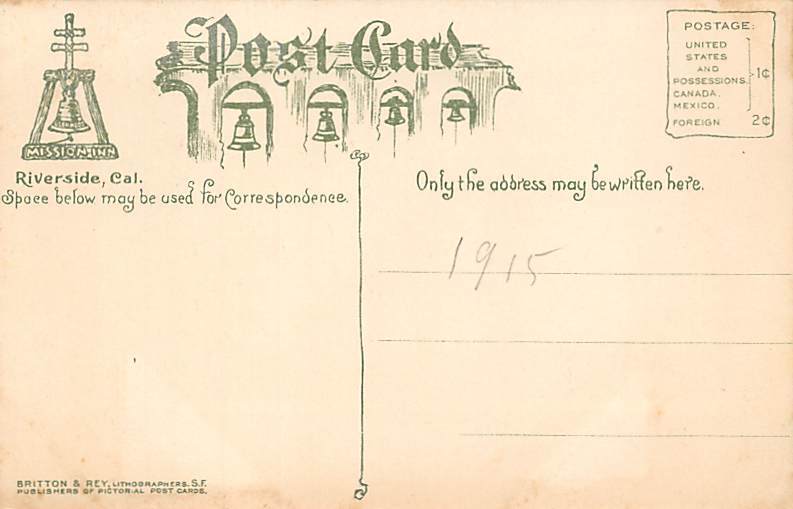 Post Card
MISSION INN
Riverside, Cal.
Space below may be used for Correspondence.
POSTAGE:
UNITED
STATES
AND
POSSESSIONS.
CANADA.
MEXICO.
1¢
FOREIGN 2¢
Only the address may be written here.
1915
BRITTON & REY, LITHOGRAPHERS. S.F.
PUBLISHERS OF PICTORIAL POST CARDS.